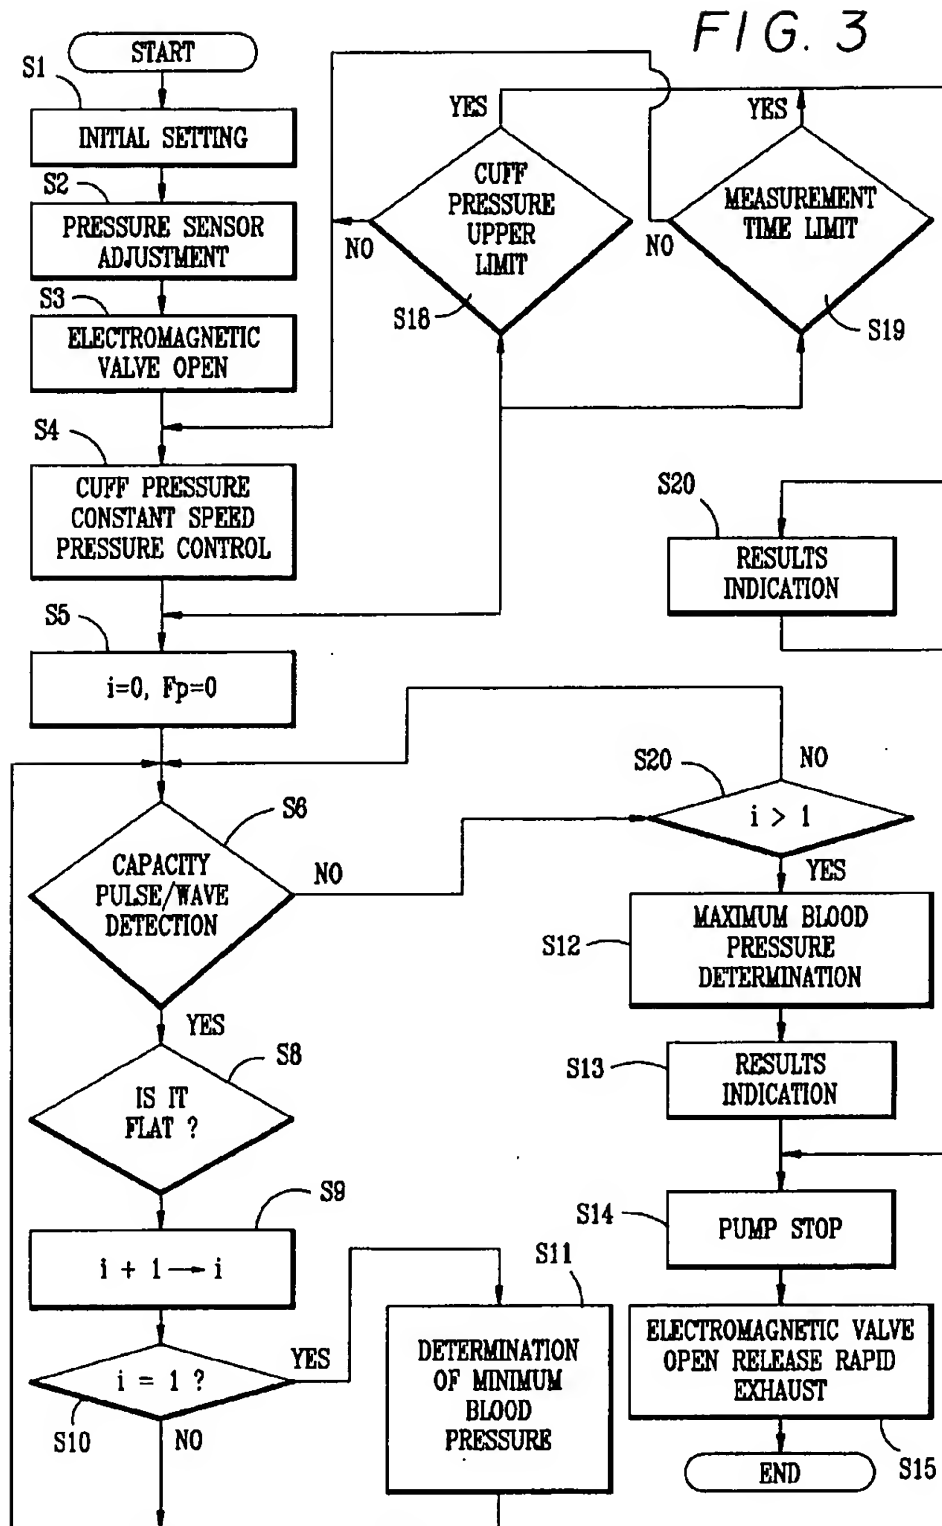 FIG. 3
START
S1
INITIAL SETTING
S2
PRESSURE SENSOR
ADJUSTMENT
S3
ELECTROMAGNETIC
VALVE OPEN
S4
CUFF PRESSURE
CONSTANT SPEED
PRESSURE CONTROL
S5
i=0, Fp=0
YES
CUFF
PRESSURE
UPPER
LIMIT
NO
S18
YES
MEASUREMENT
TIME LIMIT
NO
S19
S20
RESULTS
INDICATION
S6
CAPACITY
PULSE/WAVE
DETECTION
NO
YES
S8
IS IT
FLAT ?
S9
i + 1 → i
i = 1 ?
YES
S10
NO
S11
DETERMINATION
OF MINIMUM
BLOOD
PRESSURE
S20
NO
i > 1
YES
S12
MAXIMUM BLOOD
PRESSURE
DETERMINATION
S13
RESULTS
INDICATION
S14
PUMP STOP
ELECTROMAGNETIC VALVE
OPEN RELEASE RAPID
EXHAUST
S15
END